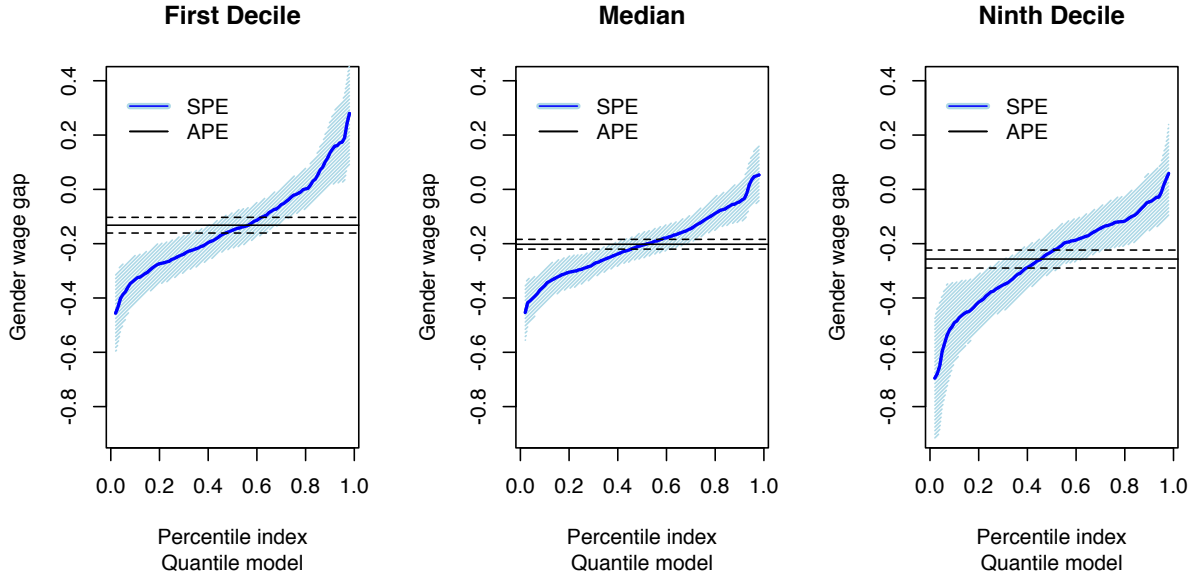 First Decile
Gender wage gap
0.4
0.2
0.0
-0.2
-0.4
-0.6
-0.8
SPE
APE
0.0 0.2 0.4 0.6 0.8 1.0
Percentile index
Quantile model
Median
Gender wage gap
0.4
0.2
0.0
-0.2
-0.4
-0.6
-0.8
SPE
APE
0.0 0.2 0.4 0.6 0.8 1.0
Percentile index
Quantile model
Ninth Decile
Gender wage gap
0.4
0.2
0.0
-0.2
-0.4
-0.6
-0.8
SPE
APE
0.0 0.2 0.4 0.6 0.8 1.0
Percentile index
Quantile model